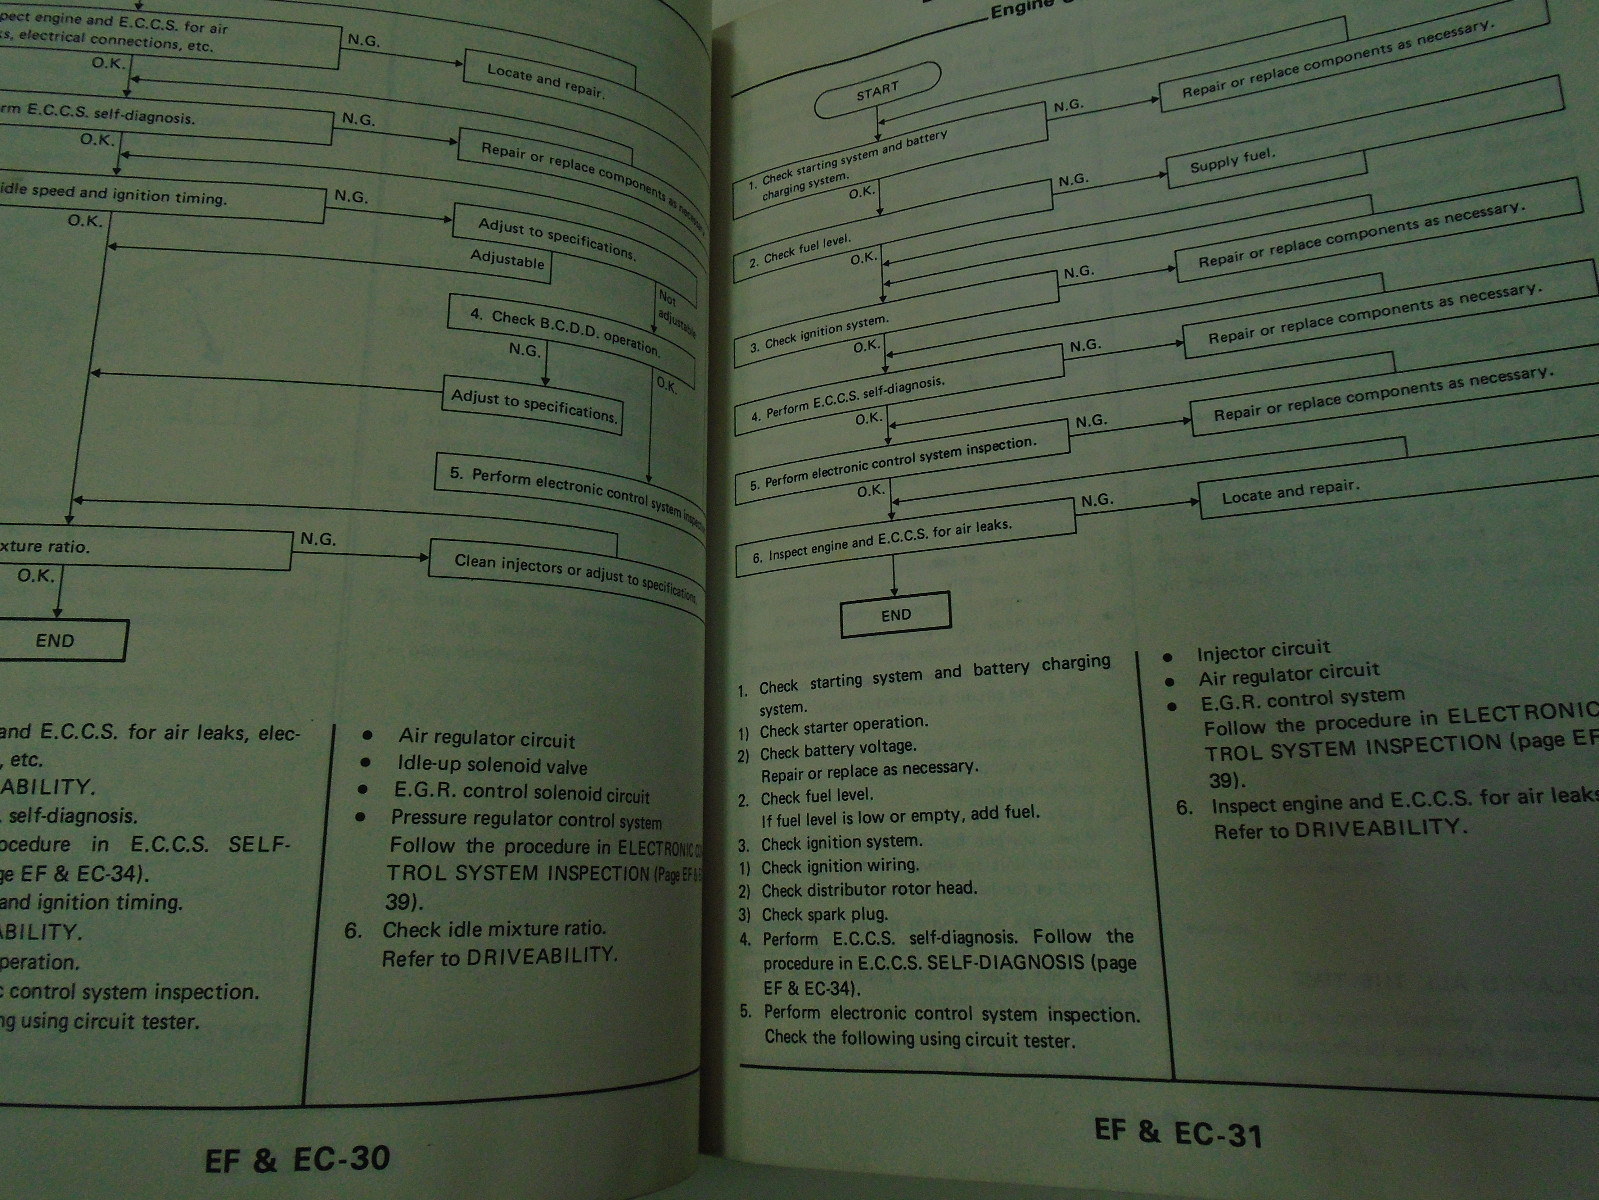 pect engine and E.C.C.S. for air
ks, electrical connections, etc.
N.G.
Locate and repair.
O.K.
rm E.C.C.S. self-diagnosis.
N.G.
Repair or replace components as necessary.
O.K.
idle speed and ignition timing.
N.G.
Adjust to specifications.
O.K.
Adjustable
Not
adjustable
4. Check B.C.D.D. operation.
N.G.
O.K.
Adjust to specifications.
5. Perform electronic control system inspec
xture ratio.
N.G.
Clean injectors or adjust to specifications.
O.K.
END
and E.C.C.S. for air leaks, elec-
, etc.
ABILITY.
. self-diagnosis.
ocedure in E.C.C.S. SELF-
ge EF & EC-34).
and ignition timing.
ABILITY.
peration.
c control system inspection.
ng using circuit tester.
• Air regulator circuit
• Idle-up solenoid valve
• E.G.R. control solenoid circuit
• Pressure regulator control system
Follow the procedure in ELECTRONIC CO
TROL SYSTEM INSPECTION (Page EF &
39).
6. Check idle mixture ratio.
Refer to DRIVEABILITY.
EF & EC-30
Engine
START
1. Check starting system and battery
charging system.
N.G.
Repair or replace components as necessary.
O.K.
2. Check fuel level.
N.G.
Supply fuel.
O.K.
3. Check ignition system.
N.G.
Repair or replace components as necessary.
O.K.
4. Perform E.C.C.S. self-diagnosis.
N.G.
Repair or replace components as necessary.
O.K.
5. Perform electronic control system inspection.
N.G.
Repair or replace components as necessary.
O.K.
6. Inspect engine and E.C.C.S. for air leaks.
N.G.
Locate and repair.
END
1. Check starting system and battery charging
system.
1) Check starter operation.
2) Check battery voltage.
Repair or replace as necessary.
2. Check fuel level.
If fuel level is low or empty, add fuel.
3. Check ignition system.
1) Check ignition wiring.
2) Check distributor rotor head.
3) Check spark plug.
4. Perform E.C.C.S. self-diagnosis. Follow the
procedure in E.C.C.S. SELF-DIAGNOSIS (page
EF & EC-34).
5. Perform electronic control system inspection.
Check the following using circuit tester.
• Injector circuit
• Air regulator circuit
• E.G.R. control system
Follow the procedure in ELECTRONIC
TROL SYSTEM INSPECTION (page EF
39).
6. Inspect engine and E.C.C.S. for air leaks
Refer to DRIVEABILITY.
EF & EC-31